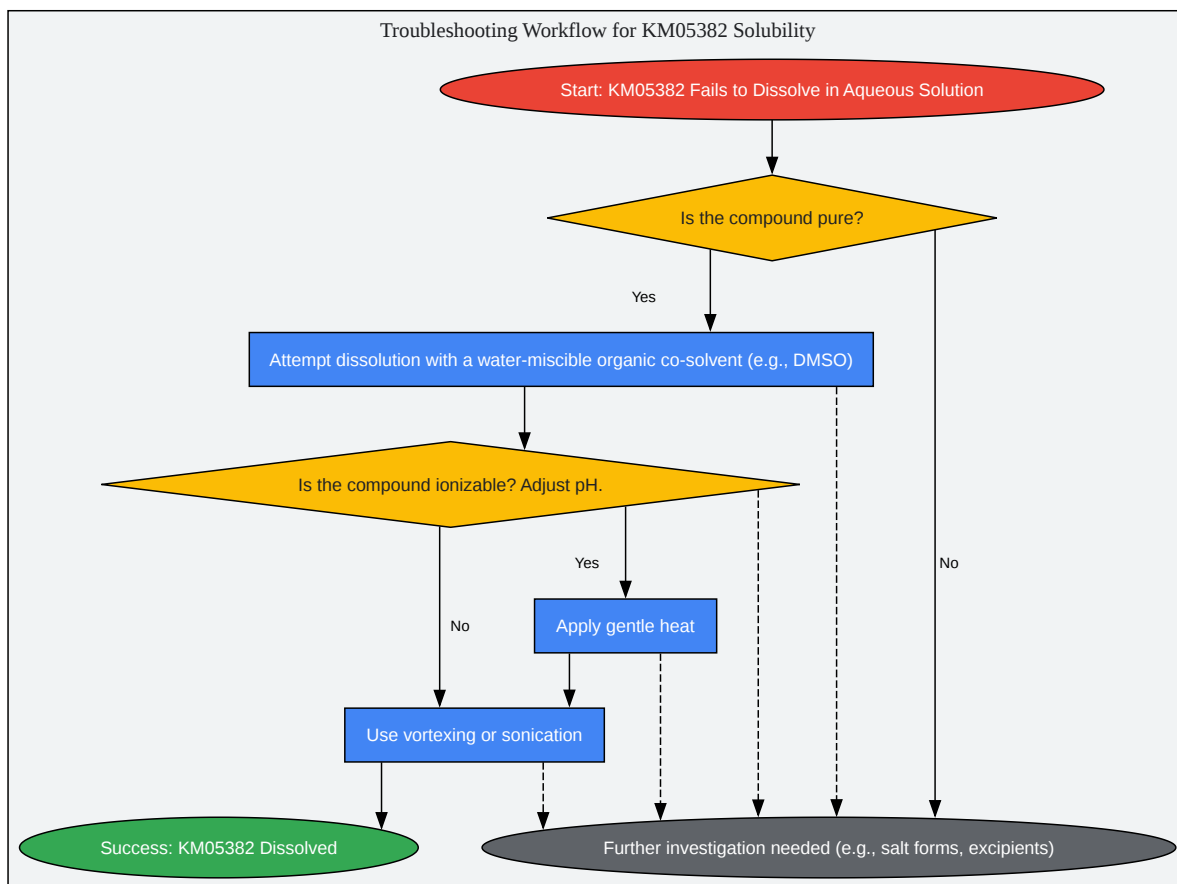 Troubleshooting Workflow for KM05382 Solubility
Start: KM05382 Fails to Dissolve in Aqueous Solution
Is the compound pure?
Yes
Attempt dissolution with a water-miscible organic co-solvent (e.g., DMSO)
Is the compound ionizable? Adjust pH.
Yes
No
Apply gentle heat
No
Use vortexing or sonication
Success: KM05382 Dissolved
Further investigation needed (e.g., salt forms, excipients)